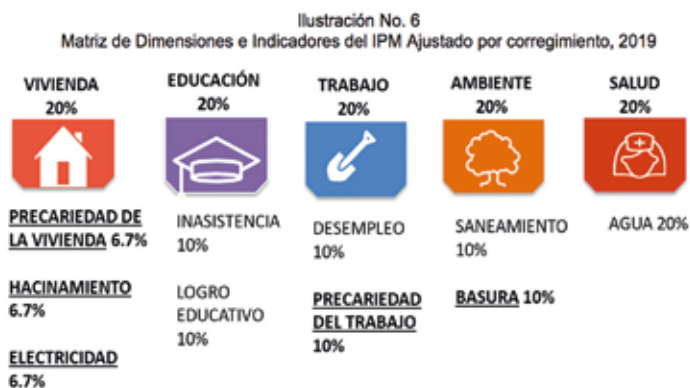 Ilustración No. 6
Matriz de Dimensiones e Indicadores del IPM Ajustado por corregimiento, 2019
VIVIENDA
20%
EDUCACIÓN
20%
TRABAJO
20%
AMBIENTE
20%
SALUD
20%
PRECARIEDAD DE
LA VIVIENDA 6.7%
HACINAMIENTO
6.7%
ELECTRICIDAD
6.7%
INASISTENCIA
10%
LOGRO
EDUCATIVO
10%
DESEMPLEO
10%
PRECARIEDAD
DEL TRABAJO
10%
SANEAMIENTO
10%
BASURA 10%
AGUA 20%